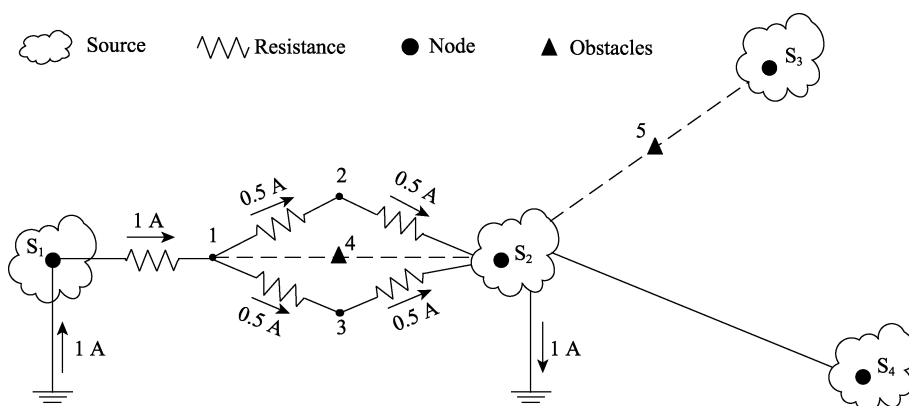 Source Resistance Node Obstacles
S3
5
2
0.5 A
0.5 A
1 A
1
4
S1
S2
0.5 A
0.5 A
3
1 A
1 A
S4